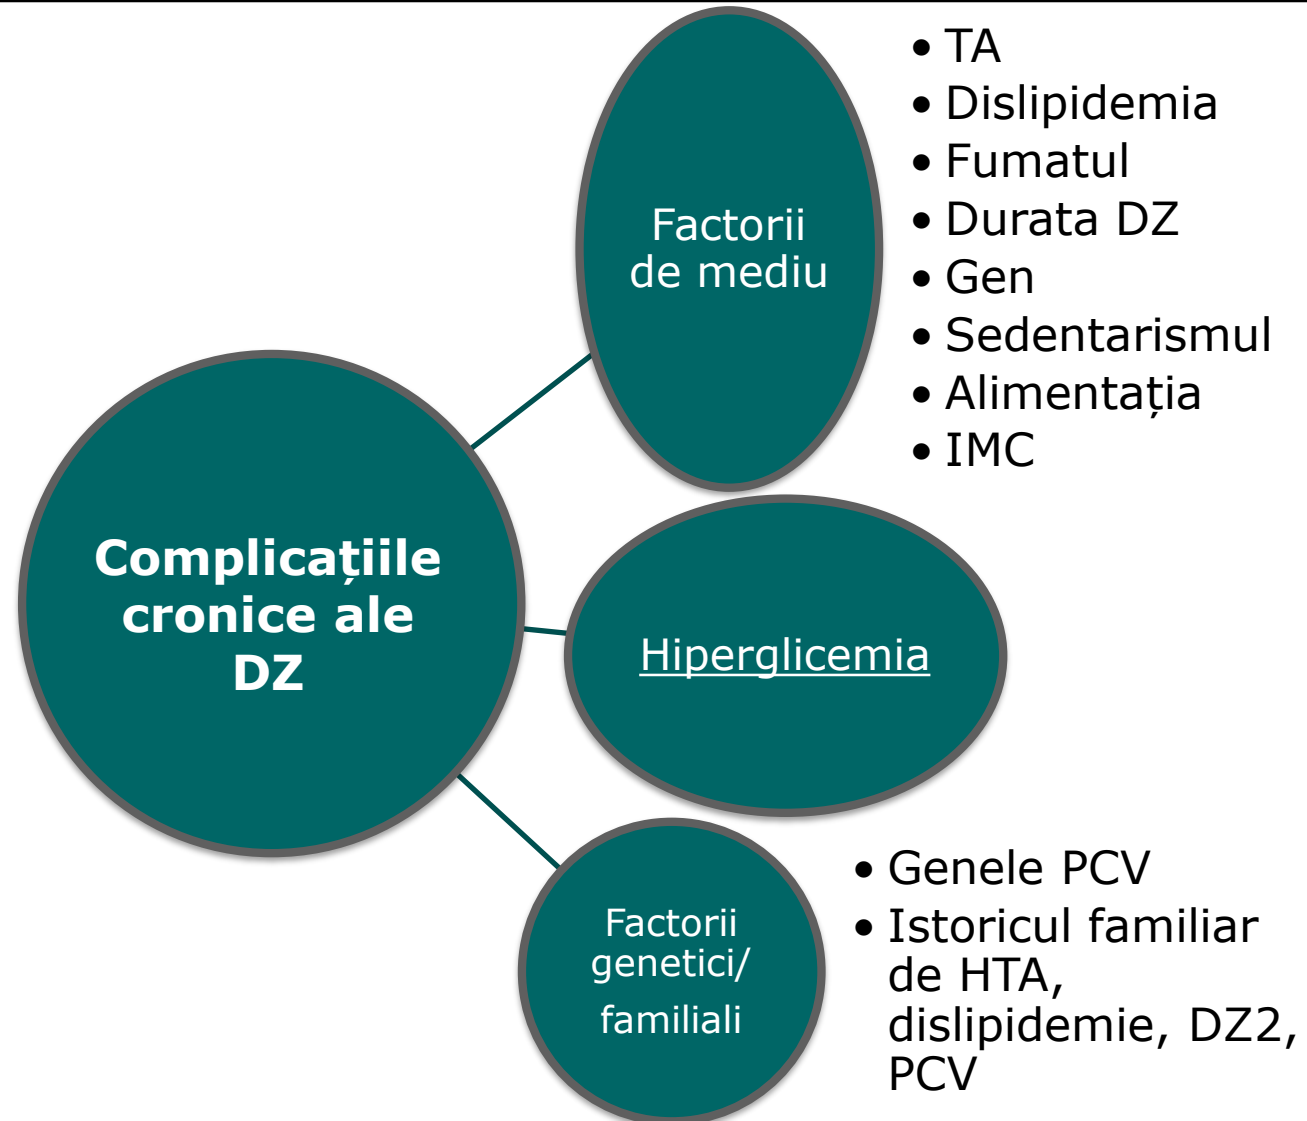 Factorii
de mediu
• TA
• Dislipidemia
• Fumatul
• Durata DZ
• Gen
• Sedentarismul
• Alimentația
• IMC
Complicațiile
cronice ale
DZ
Hiperglicemia
Factorii
genetici/
familiali
• Genele PCV
• Istoricul familiar
de HTA,
dislipidemie, DZ2,
PCV